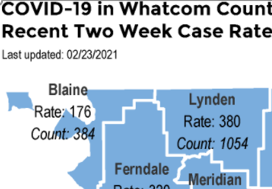 COVID-19 in Whatcom Count
Recent Two Week Case Rate
Last updated: 02/23/2021
Blaine
Rate: 176
Count: 384
Lynden
Rate: 380
Count: 1054
Ferndale
Meridian